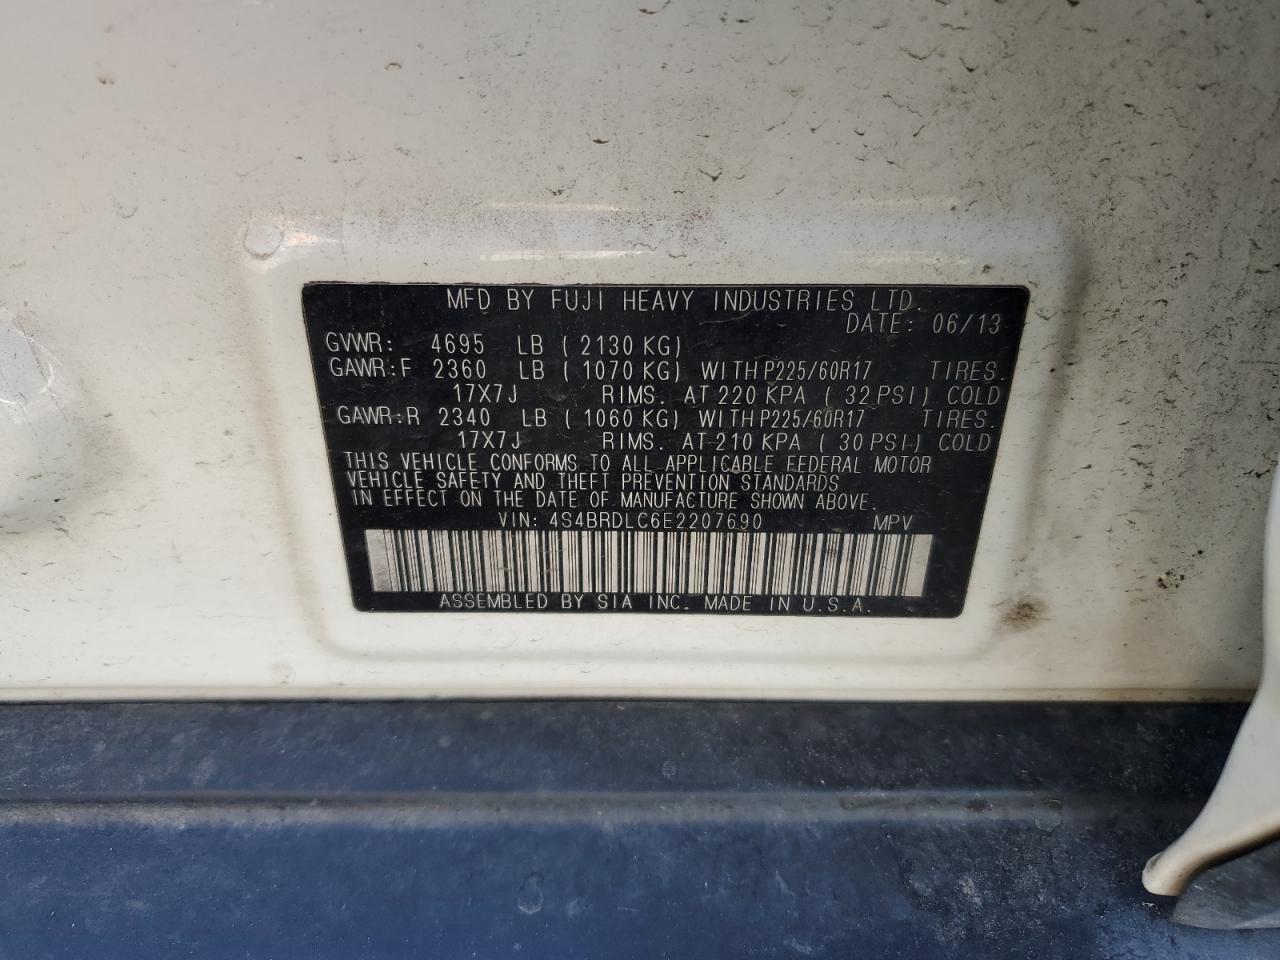 MFD BY FUJI HEAVY INDUSTRIES LTD.
DATE: 06/13
GVWR: 4695 LB ( 2130 KG)
GAWR:F 2360 LB ( 1070 KG) WITH P225/60R17 TIRES.
17X7J RIMS. AT 220 KPA ( 32 PSI) COLD
GAWR:R 2340 LB ( 1060 KG) WITH P225/60R17 TIRES.
17X7J RIMS. AT 210 KPA ( 30 PSI) COLD
THIS VEHICLE CONFORMS TO ALL APPLICABLE FEDERAL MOTOR
VEHICLE SAFETY AND THEFT PREVENTION STANDARDS
IN EFFECT ON THE DATE OF MANUFACTURE SHOWN ABOVE.
VIN: 4S4BRDLC6E2207690 MPV
ASSEMBLED BY SIA INC. MADE IN U.S.A.